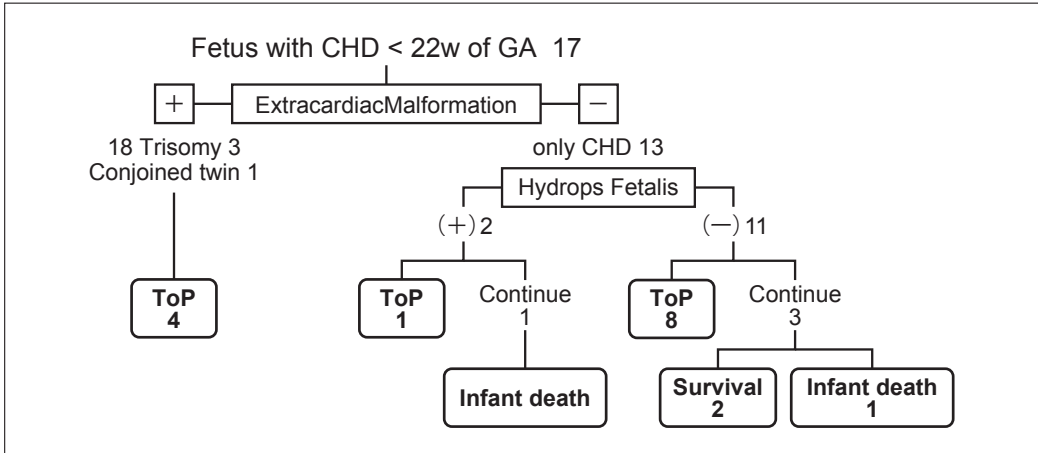 Fetus with CHD < 22w of GA 17
+
ExtracardiacMalformation
−
18 Trisomy 3
Conjoined twin 1
only CHD 13
Hydrops Fetalis
(+) 2
(−) 11
ToP
4
ToP
1
Continue
1
ToP
8
Continue
3
Infant death
Survival
2
Infant death
1